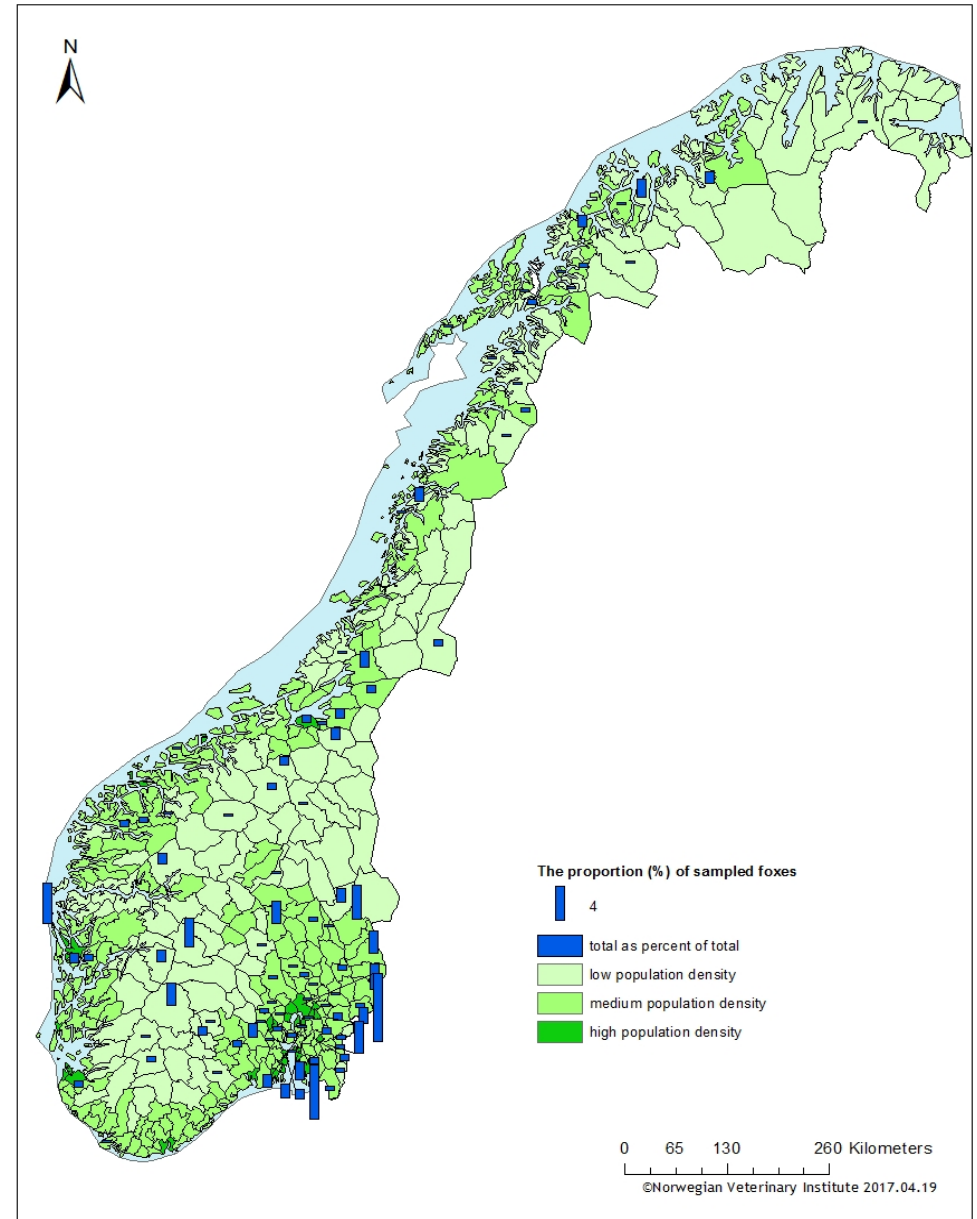 N
The proportion (%) of sampled foxes
4
total as percent of total
low population density
medium population density
high population density
0 65 130 260 Kilometers
©Norwegian Veterinary Institute 2017.04.19